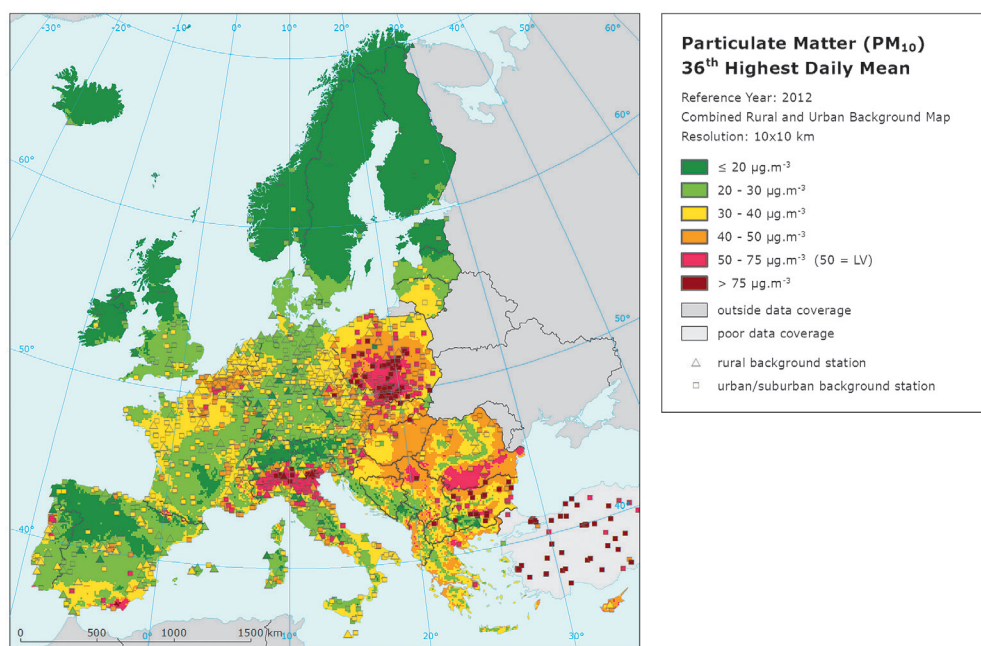 -30°
-20°
-10°
0°
10°
20°
30°
40°
50°
60°
60°
60°
50°
50°
40°
40°
0
500
0°
1000
1500 km
10°
20°
30°
Particulate Matter (PM₁₀)
36ᵗʰ Highest Daily Mean
Reference Year: 2012
Combined Rural and Urban Background Map
Resolution: 10x10 km
≤ 20 µg.m⁻³
20 - 30 µg.m⁻³
30 - 40 µg.m⁻³
40 - 50 µg.m⁻³
50 - 75 µg.m⁻³ (50 = LV)
> 75 µg.m⁻³
outside data coverage
poor data coverage
rural background station
urban/suburban background station